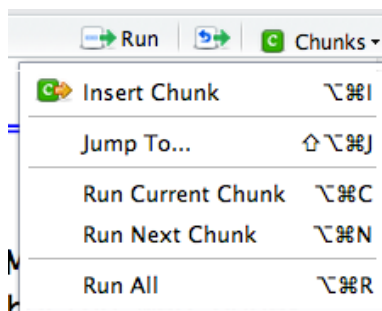 Run C Chunks
C Insert Chunk ⌥⌘I
Jump To... ⇧⌥⌘J
Run Current Chunk ⌥⌘C
Run Next Chunk ⌥⌘N
Run All ⌥⌘R